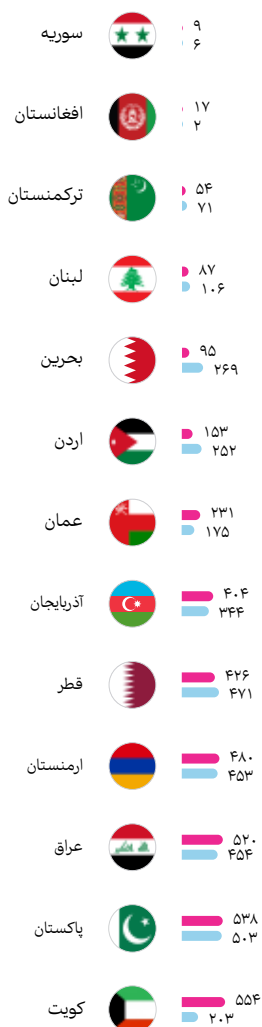 سوریه
۹
۶
افغانستان
۱۷
۲
ترکمنستان
۵۴
۷۱
لبنان
۸۷
۱۰۶
بحرین
۹۵
۲۶۹
اردن
۱۵۳
۲۵۲
عمان
۲۳۱
۱۷۵
آذربایجان
۴۰۴
۳۴۴
قطر
۴۲۶
۴۷۱
ارمنستان
۴۸۰
۴۵۳
عراق
۵۲۰
۴۵۴
پاکستان
۵۳۸
۵۰۳
کویت
۵۵۴
۲۰۳